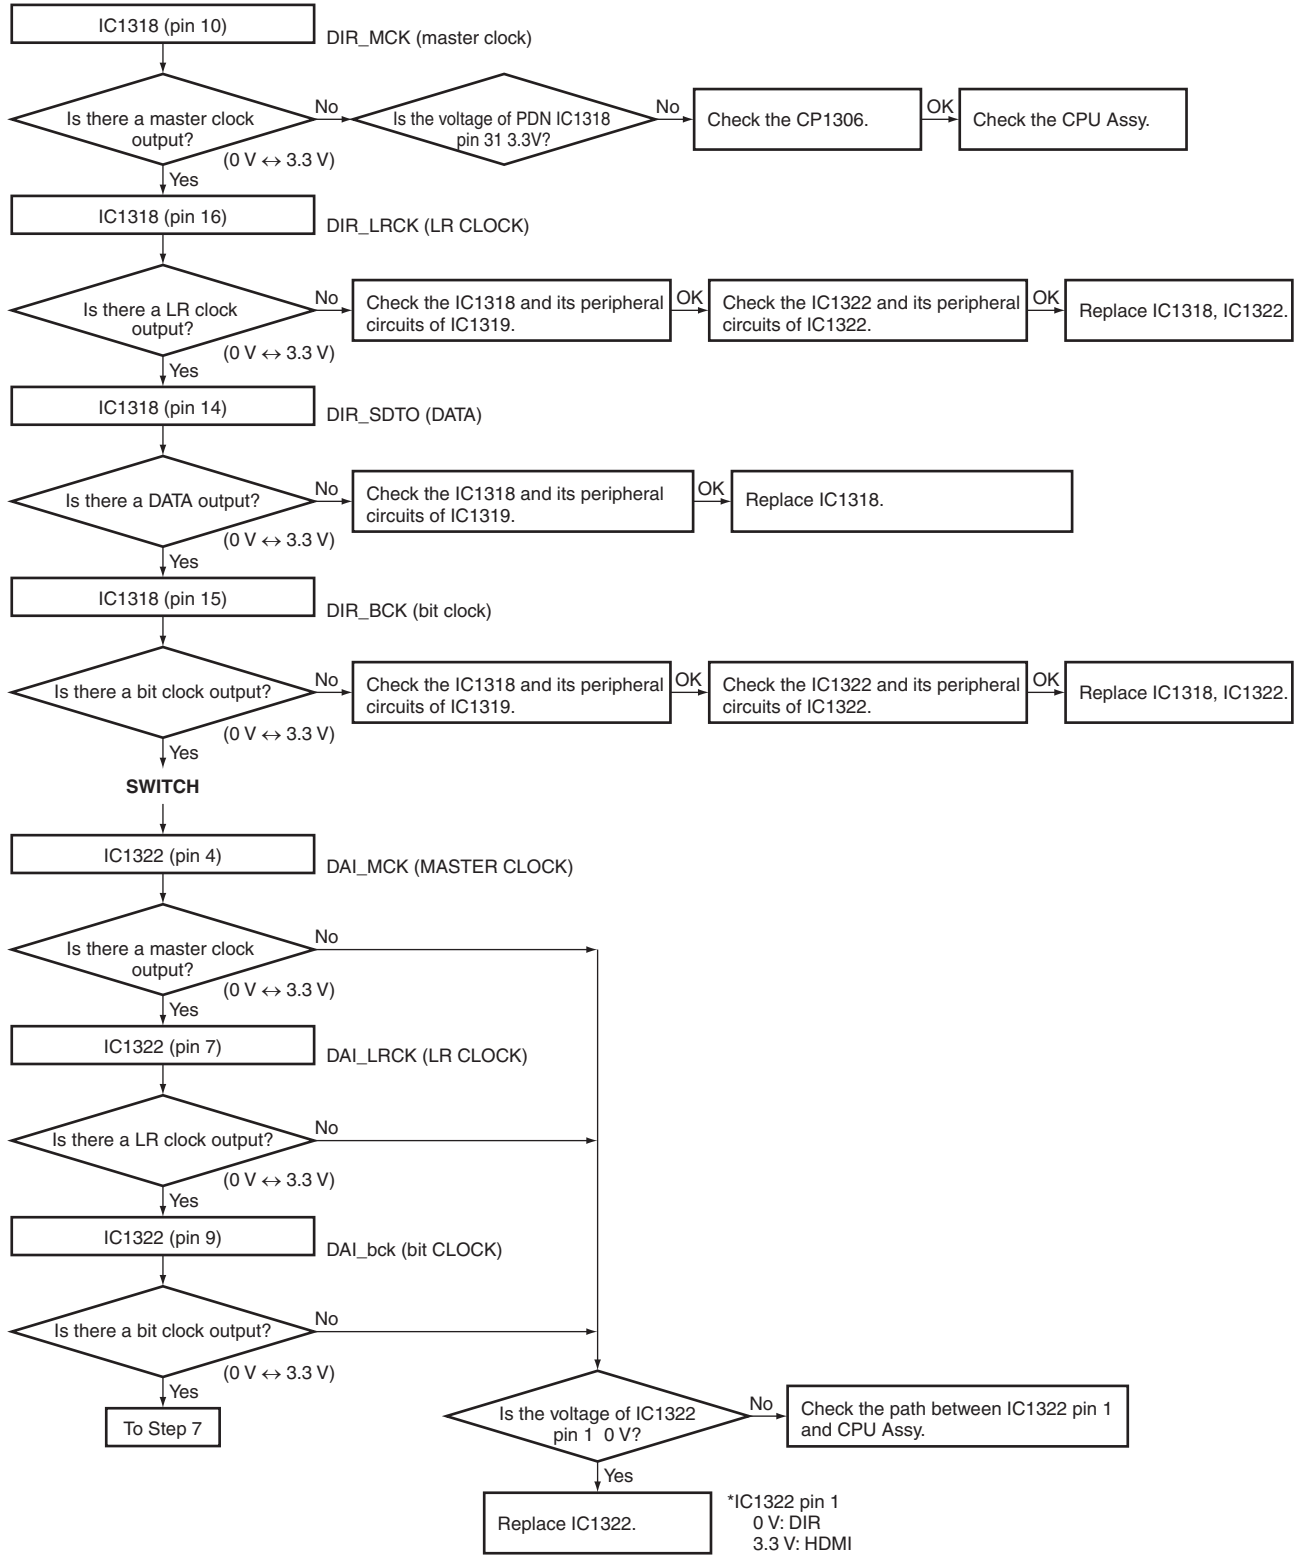 IC1318 (pin 10)
DIR_MCK (master clock)
Is there a master clock
output?
(0 V ↔ 3.3 V)
No
Is the voltage of PDN IC1318
pin 31 3.3V?
No
Check the CP1306.
OK
Check the CPU Assy.
Yes
IC1318 (pin 16)
DIR_LRCK (LR CLOCK)
Is there a LR clock
output?
(0 V ↔ 3.3 V)
No
Check the IC1318 and its peripheral
circuits of IC1319.
OK
Check the IC1322 and its peripheral
circuits of IC1322.
OK
Replace IC1318, IC1322.
Yes
IC1318 (pin 14)
DIR_SDTO (DATA)
Is there a DATA output?
(0 V ↔ 3.3 V)
No
Check the IC1318 and its peripheral
circuits of IC1319.
OK
Replace IC1318.
Yes
IC1318 (pin 15)
DIR_BCK (bit clock)
Is there a bit clock output?
(0 V ↔ 3.3 V)
No
Check the IC1318 and its peripheral
circuits of IC1319.
OK
Check the IC1322 and its peripheral
circuits of IC1322.
OK
Replace IC1318, IC1322.
Yes
SWITCH
IC1322 (pin 4)
DAI_MCK (MASTER CLOCK)
Is there a master clock
output?
(0 V ↔ 3.3 V)
No
Yes
IC1322 (pin 7)
DAI_LRCK (LR CLOCK)
Is there a LR clock output?
(0 V ↔ 3.3 V)
No
Yes
IC1322 (pin 9)
DAI_bck (bit CLOCK)
Is there a bit clock output?
(0 V ↔ 3.3 V)
No
Yes
To Step 7
Is the voltage of IC1322
pin 1 0 V?
No
Check the path between IC1322 pin 1
and CPU Assy.
Yes
Replace IC1322.
*IC1322 pin 1
0 V: DIR
3.3 V: HDMI